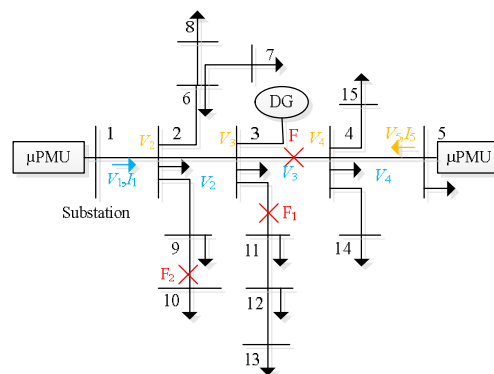 8
7
6
15
DG
1
2
3
F
4
5
V₂
V₃
V₄
V₅,I₅
μPMU
μPMU
V₁,I₁
V₂
V₃
V₄
Substation
F₁
9
11
14
F₂
10
12
13